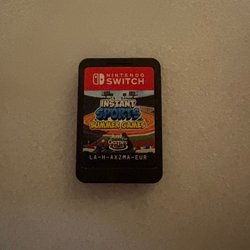 NINTENDO
SWITCH
INSTANT
SPORTS
SUMMER GAMES
LA-H-AXZMA-EUR